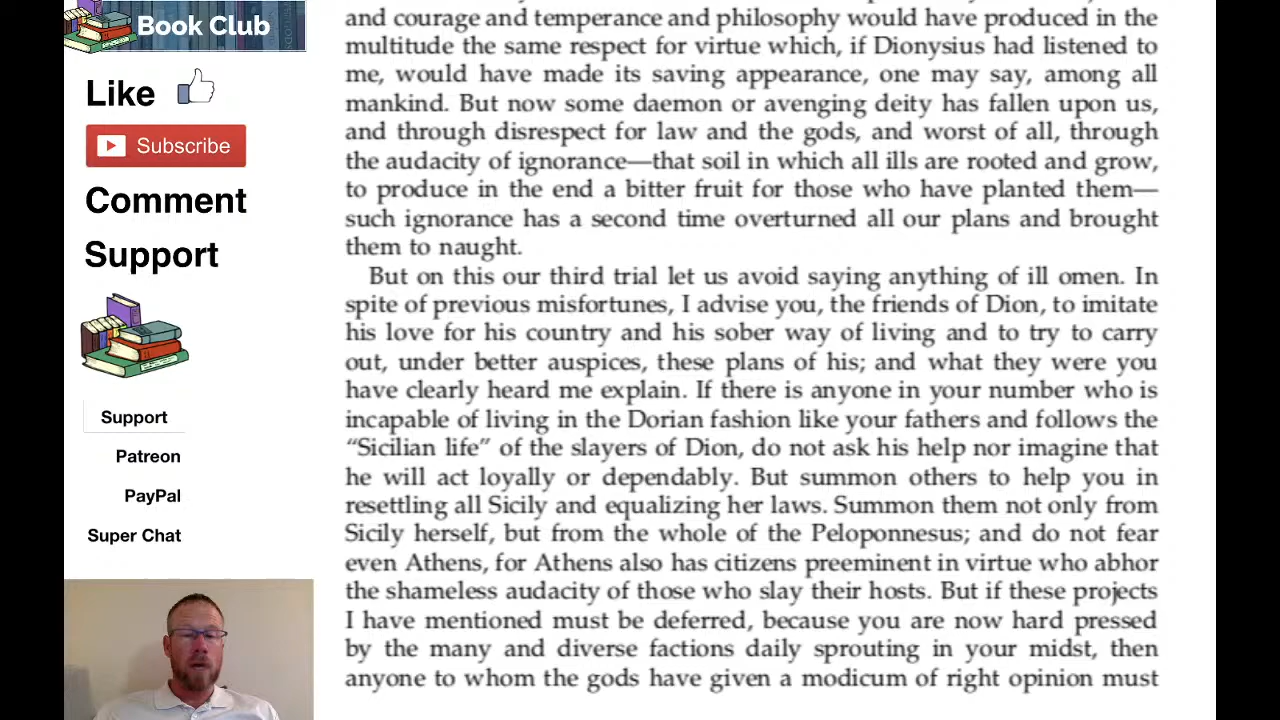 Book Club
Like
Subscribe
Comment
Support
Support
Patreon
PayPal
Super Chat
and courage and temperance and philosophy would have produced in the
multitude the same respect for virtue which, if Dionysius had listened to
me, would have made its saving appearance, one may say, among all
mankind. But now some daemon or avenging deity has fallen upon us,
and through disrespect for law and the gods, and worst of all, through
the audacity of ignorance—that soil in which all ills are rooted and grow,
to produce in the end a bitter fruit for those who have planted them—
such ignorance has a second time overturned all our plans and brought
them to naught.
But on this our third trial let us avoid saying anything of ill omen. In
spite of previous misfortunes, I advise you, the friends of Dion, to imitate
his love for his country and his sober way of living and to try to carry
out, under better auspices, these plans of his; and what they were you
have clearly heard me explain. If there is anyone in your number who is
incapable of living in the Dorian fashion like your fathers and follows the
“Sicilian life” of the slayers of Dion, do not ask his help nor imagine that
he will act loyally or dependably. But summon others to help you in
resettling all Sicily and equalizing her laws. Summon them not only from
Sicily herself, but from the whole of the Peloponnesus; and do not fear
even Athens, for Athens also has citizens preeminent in virtue who abhor
the shameless audacity of those who slay their hosts. But if these projects
I have mentioned must be deferred, because you are now hard pressed
by the many and diverse factions daily sprouting in your midst, then
anyone to whom the gods have given a modicum of right opinion must